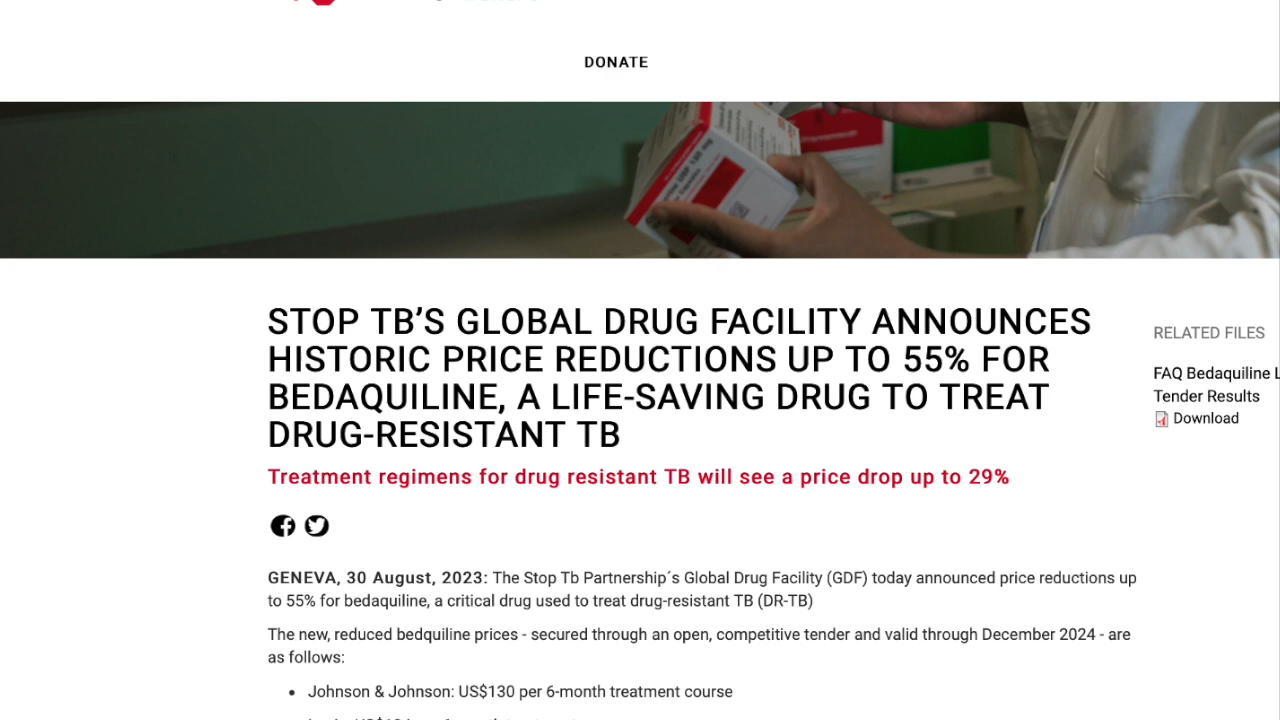 DONATE
STOP TB’S GLOBAL DRUG FACILITY ANNOUNCES
HISTORIC PRICE REDUCTIONS UP TO 55% FOR
BEDAQUILINE, A LIFE-SAVING DRUG TO TREAT
DRUG-RESISTANT TB
Treatment regimens for drug resistant TB will see a price drop up to 29%
GENEVA, 30 August, 2023: The Stop Tb Partnership´s Global Drug Facility (GDF) today announced price reductions up
to 55% for bedaquiline, a critical drug used to treat drug-resistant TB (DR-TB)
The new, reduced bedquiline prices - secured through an open, competitive tender and valid through December 2024 - are
as follows:
• Johnson & Johnson: US$130 per 6-month treatment course
RELATED FILES
FAQ Bedaquiline
Tender Results
Download